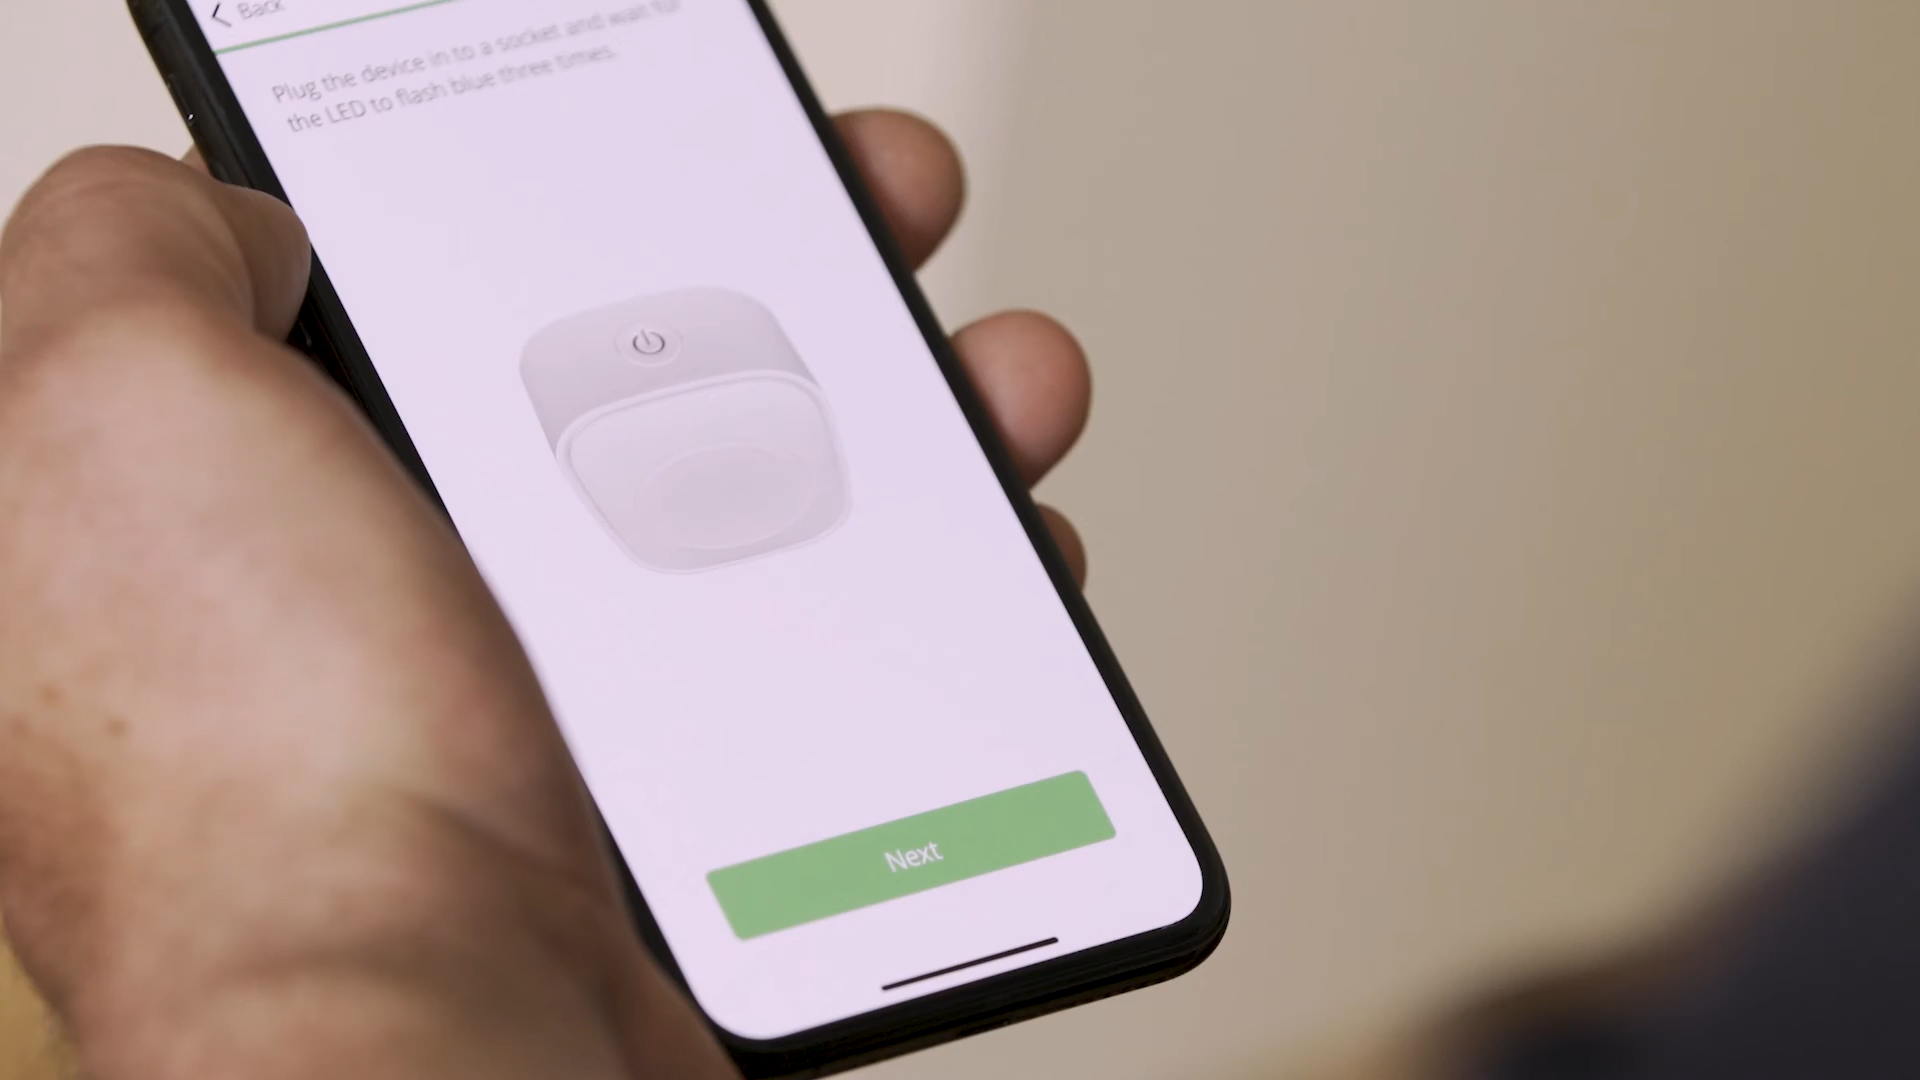 Back
Plug the device in to a socket and wait for
the LED to flash blue three times.
Next